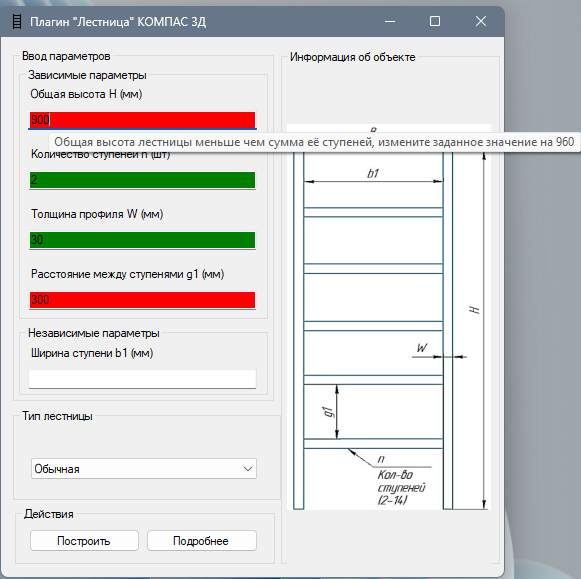 Плагин "Лестница" КОМПАС 3Д
Ввод параметров
Зависимые параметры
Общая высота H (мм)
900
Общая высота лестницы меньше чем сумма её ступеней, измените заданное значение на 960
Количество ступеней n (шт)
2
Толщина профиля W (мм)
30
Расстояние между ступенями g1 (мм)
300
Независимые параметры
Ширина ступени b1 (мм)
Тип лестницы
Обычная
Действия
Построить
Подробнее
Информация об объекте
b1
H
W
g1
n
Кол-во
ступеней
(2-14)